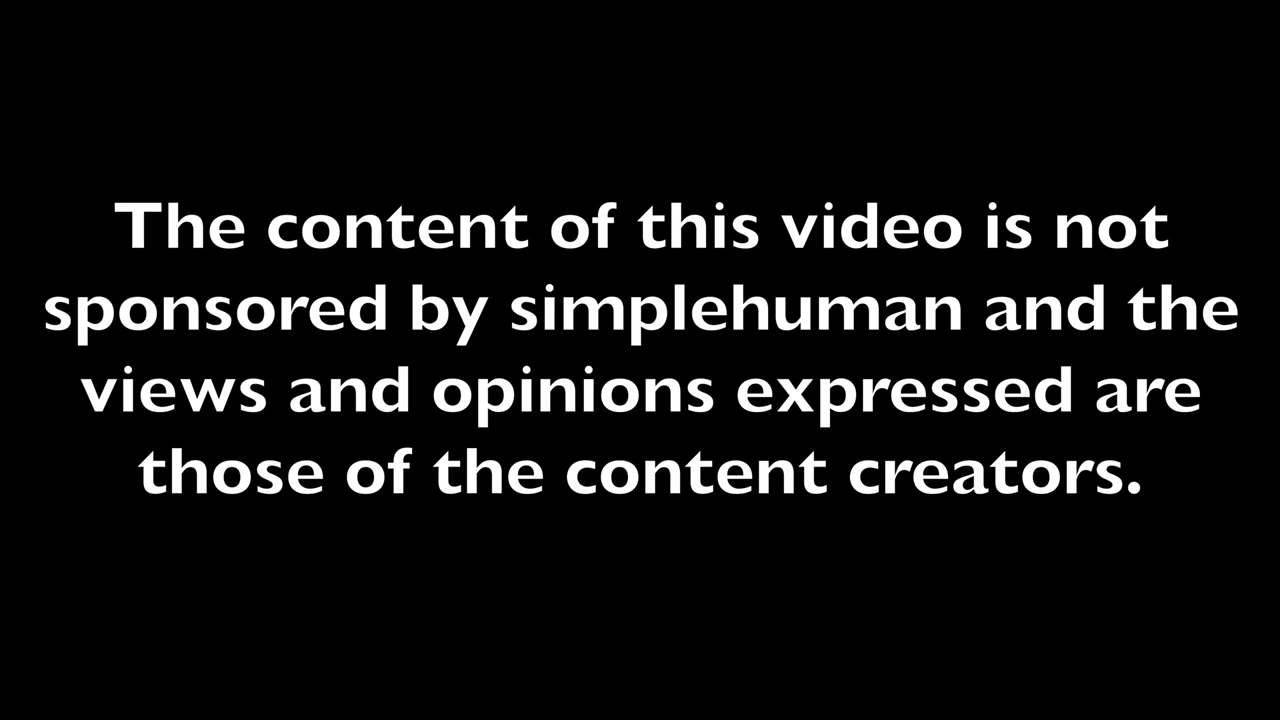 The content of this video is not
sponsored by simplehuman and the
views and opinions expressed are
those of the content creators.